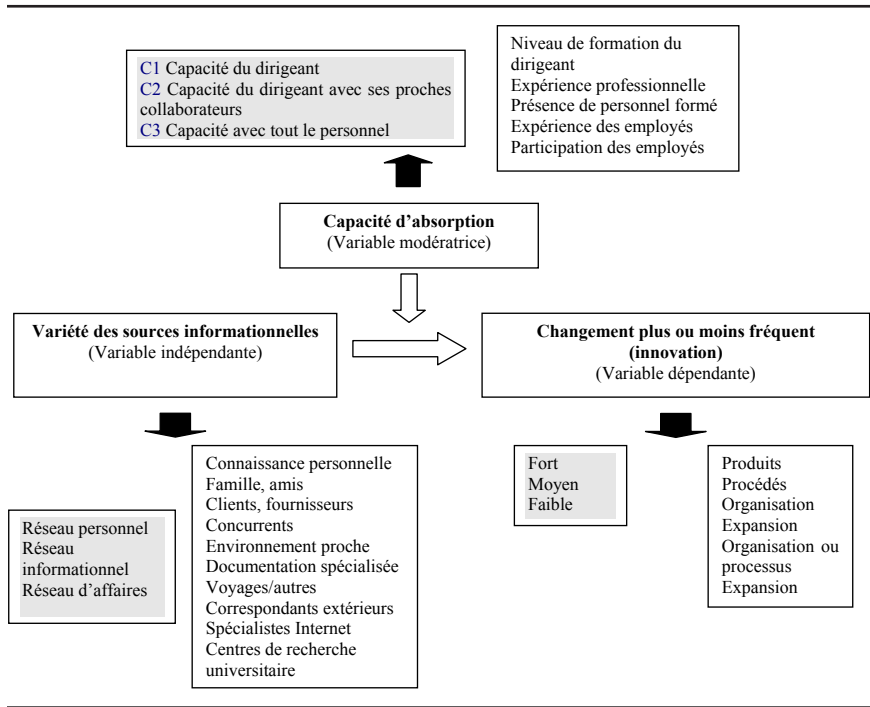 C1 Capacité du dirigeant
C2 Capacité du dirigeant avec ses proches
collaborateurs
C3 Capacité avec tout le personnel
Niveau de formation du
dirigeant
Expérience professionnelle
Présence de personnel formé
Expérience des employés
Participation des employés
Capacité d’absorption
(Variable modératrice)
Variété des sources informationnelles
(Variable indépendante)
Changement plus ou moins fréquent
(innovation)
(Variable dépendante)
Réseau personnel
Réseau
informationnel
Réseau d’affaires
Connaissance personnelle
Famille, amis
Clients, fournisseurs
Concurrents
Environnement proche
Documentation spécialisée
Voyages/autres
Correspondants extérieurs
Spécialistes Internet
Centres de recherche
universitaire
Fort
Moyen
Faible
Produits
Procédés
Organisation
Expansion
Organisation ou
processus
Expansion